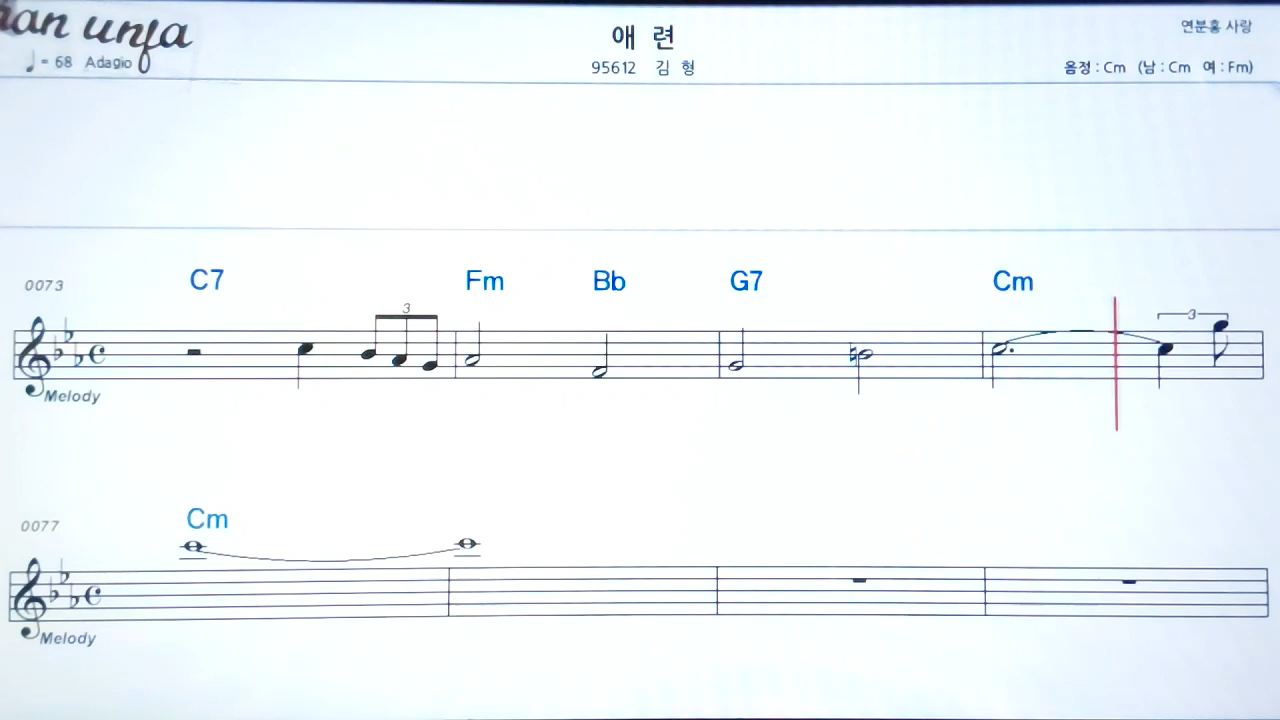 unfa
애 련
연분홍 사랑
♩ = 68 Adagio
95612 김 형
음정 : Cm (남 : Cm 여 : Fm)
0073
C7 Fm Bb G7 Cm
3 3
Melody
0077
Cm
Melody